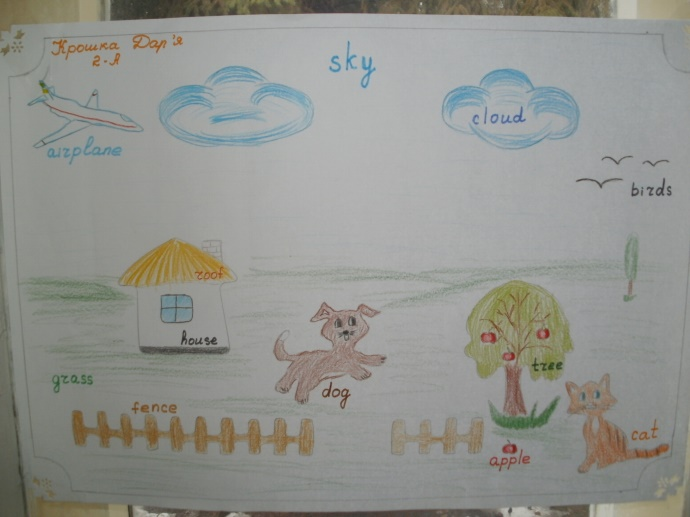 Крошка Дар'я
2-А
sky
cloud
airplane
birds
roof
house
tree
grass
dog
fence
cat
apple